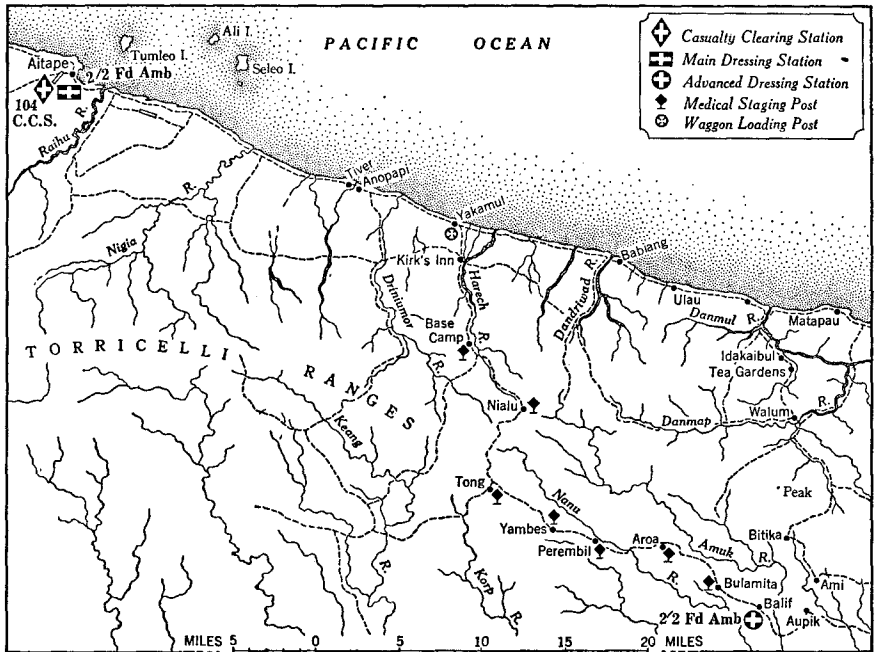 Ali I.
Tumleo I.
Seleo I.
PACIFIC OCEAN
Casualty Clearing Station
Main Dressing Station
Advanced Dressing Station
Medical Staging Post
Waggon Loading Post
Aitape
2/2 Fd Amb
104
C.C.S.
Raihu R.
Nigia R.
Tiver
Anopapi
Yakamul
Kirk's Inn
Driniumor R.
Harech R.
Babiang
Dandriwad R.
Ulau
Danmul R.
Matapau
Base
Camp
Idakaibul
Tea Gardens
TORRICELLI
RANGES
Nialu
Keang
R.
Danmap
R.
Walum
Tong
Nanu
R.
Peak
Yambes
Perembil
Aroa
Amuk
R.
Bitika
Korp
R.
Bulamita
Ami
Balif
2/2 Fd Amb
Aupik
MILES 5 0 5 10 15 20 MILES